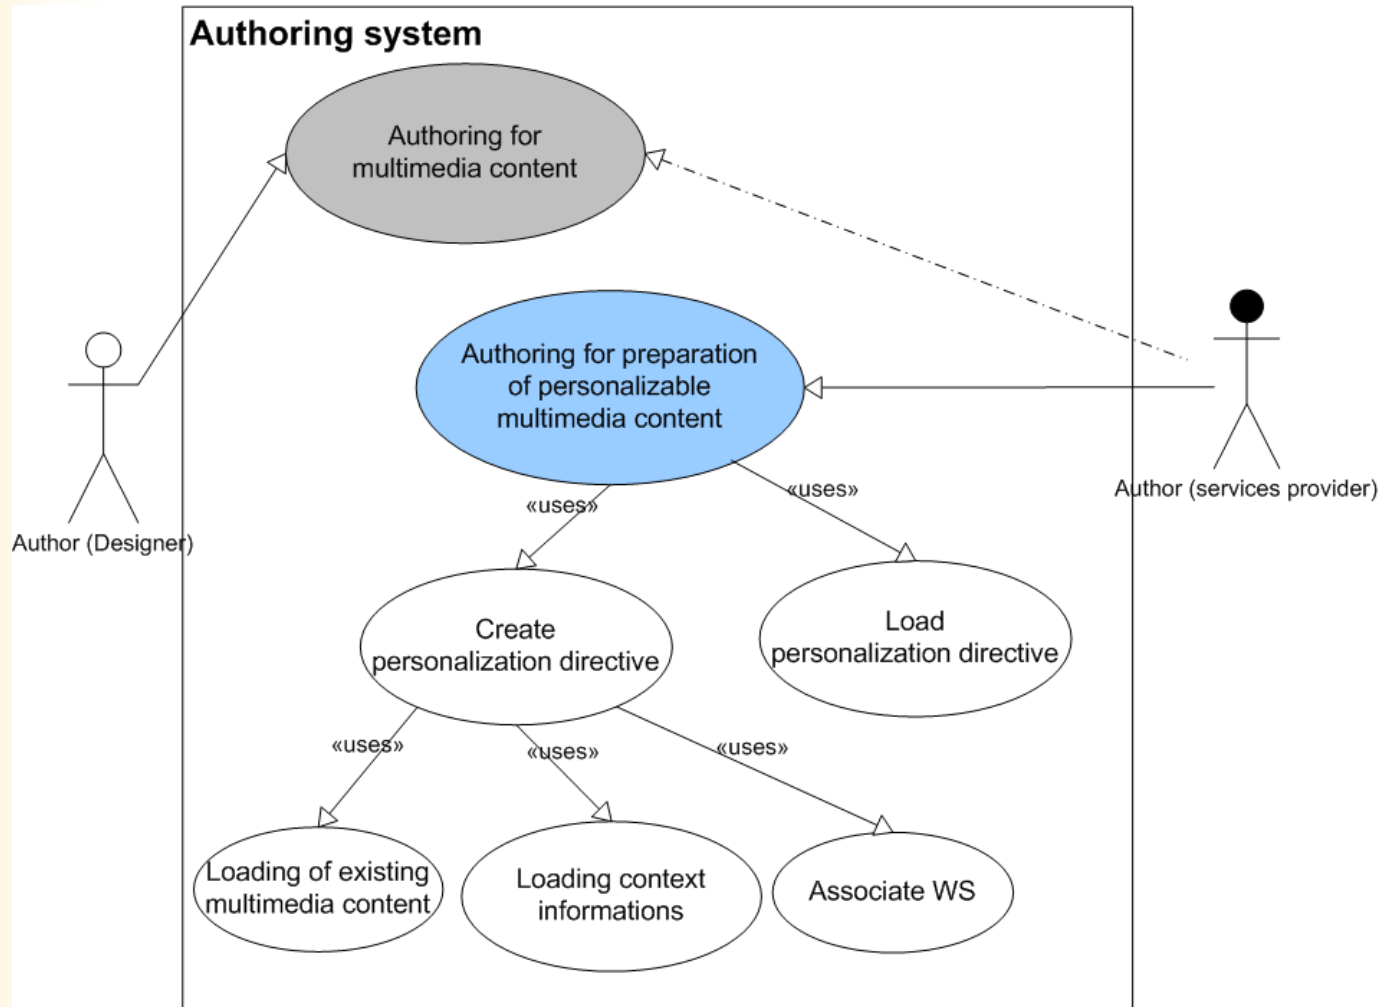 Authoring system
Authoring for
multimedia content
Authoring for preparation
of personalizable
multimedia content
Author (services provider)
Author (Designer)
«uses»
«uses»
Create
personalization directive
Load
personalization directive
«uses»
«uses»
«uses»
Loading of existing
multimedia content
Loading context
informations
Associate WS